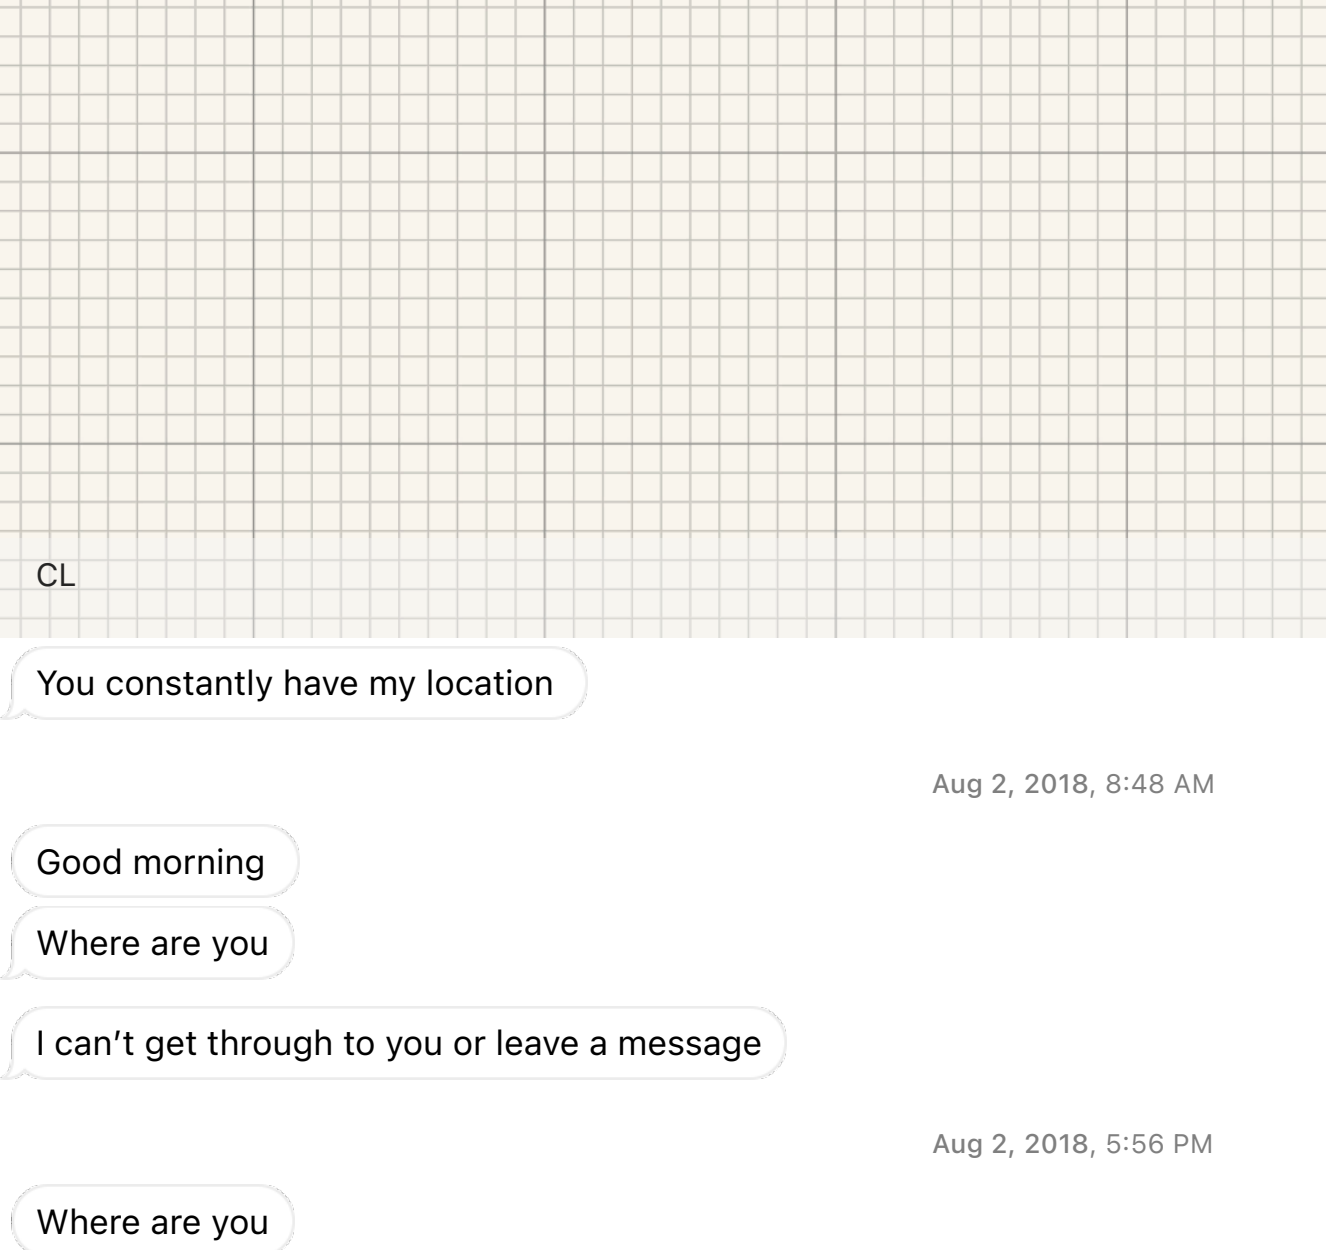 CL
You constantly have my location
Aug 2, 2018, 8:48 AM
Good morning
Where are you
I can’t get through to you or leave a message
Aug 2, 2018, 5:56 PM
Where are you